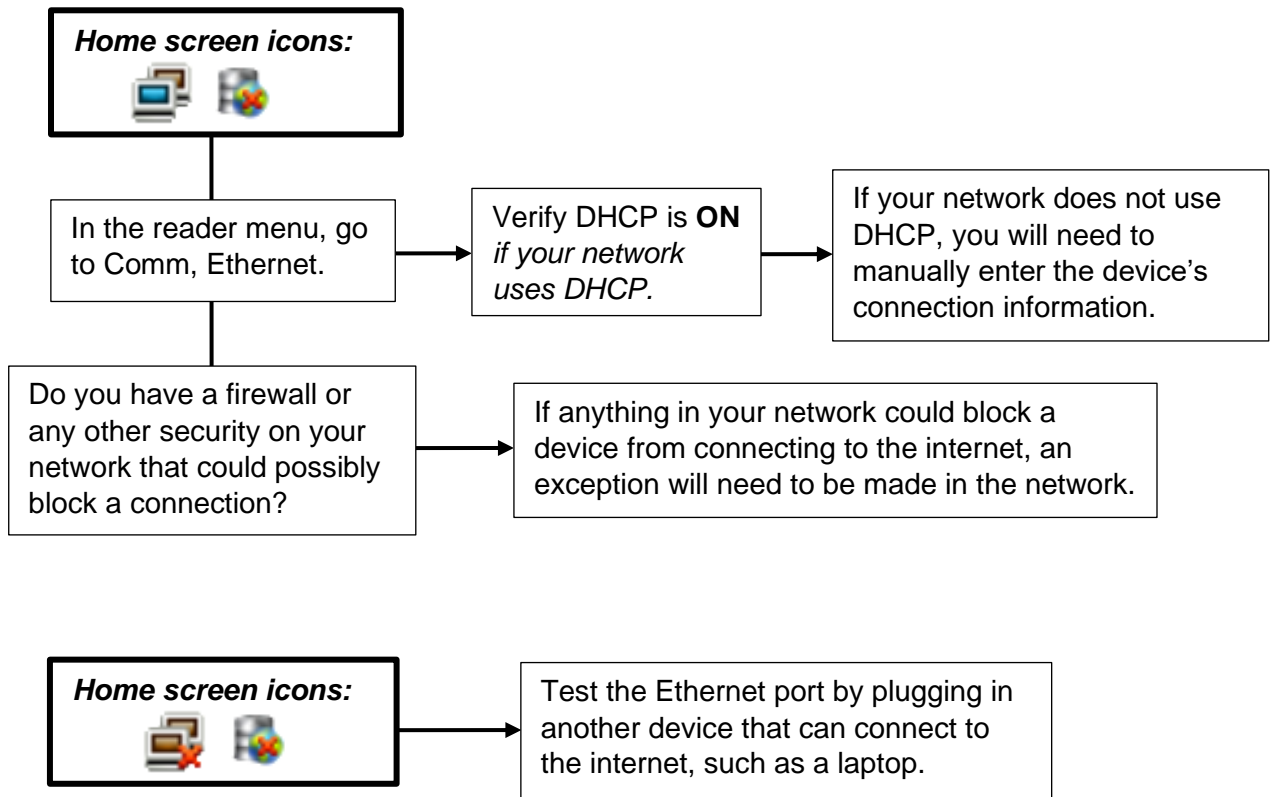 Home screen icons:
In the reader menu, go
to Comm, Ethernet.
Verify DHCP is ON
if your network
uses DHCP.
If your network does not use
DHCP, you will need to
manually enter the device’s
connection information.
Do you have a firewall or
any other security on your
network that could possibly
block a connection?
If anything in your network could block a
device from connecting to the internet, an
exception will need to be made in the network.
Home screen icons:
Test the Ethernet port by plugging in
another device that can connect to
the internet, such as a laptop.